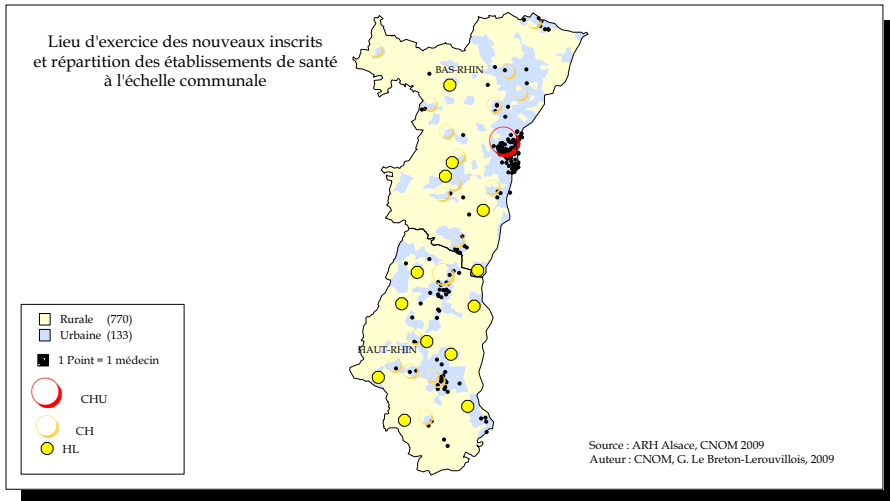 Lieu d'exercice des nouveaux inscrits
et répartition des établissements de santé
à l'échelle communale
BAS-RHIN
HAUT-RHIN
Rurale (770)
Urbaine (133)
1 Point = 1 médecin
CHU
CH
HL
Source : ARH Alsace, CNOM 2009
Auteur : CNOM, G. Le Breton-Lerouvillois, 2009